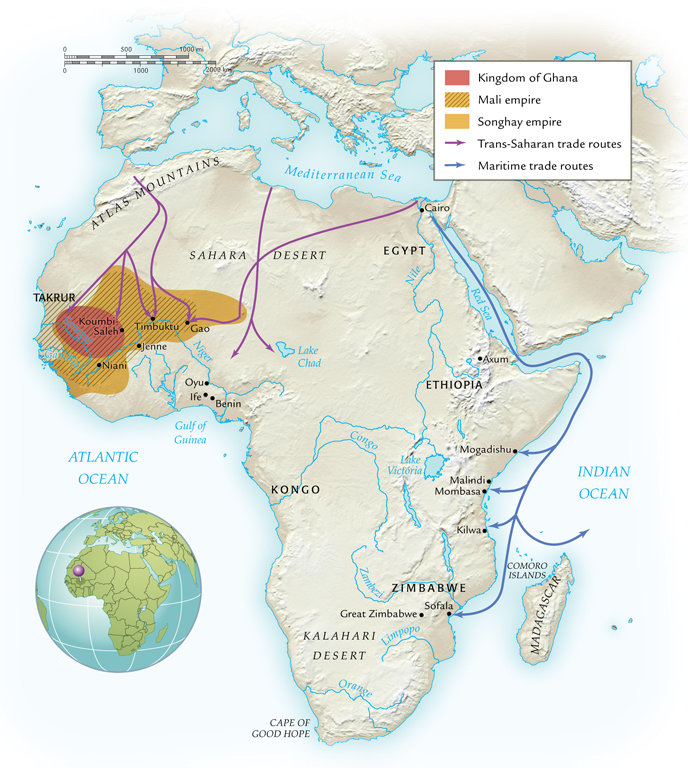 0 500 1000 mi
0 1000 2000 km
Kingdom of Ghana
Mali empire
Songhay empire
Trans-Saharan trade routes
Maritime trade routes
Mediterranean Sea
ATLAS MOUNTAINS
Cairo
SAHARA DESERT
EGYPT
Nile
Red Sea
TAKRUR
Koumbi-
Saleh
Timbuktu
Gao
Jenne
Niger
Niani
Lake
Chad
Axum
ETHIOPIA
Oyu
Ife
Benin
Gulf of
Guinea
ATLANTIC
OCEAN
Congo
Lake
Victoria
Mogadishu
Malindi
Mombasa
INDIAN
OCEAN
KONGO
Kilwa
COMORO
ISLANDS
Zambezi
ZIMBABWE
Sofala
Great Zimbabwe
MADAGASCAR
KALAHARI
DESERT
Limpopo
Orange
CAPE OF
GOOD HOPE